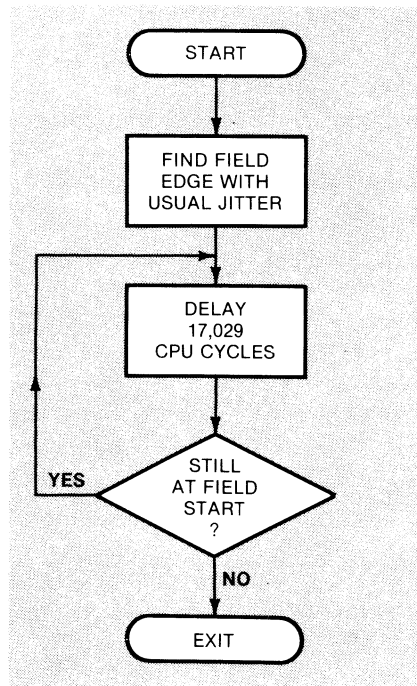 START
FIND FIELD
EDGE WITH
USUAL JITTER
DELAY
17,029
CPU CYCLES
STILL
AT FIELD
START
?
YES
NO
EXIT